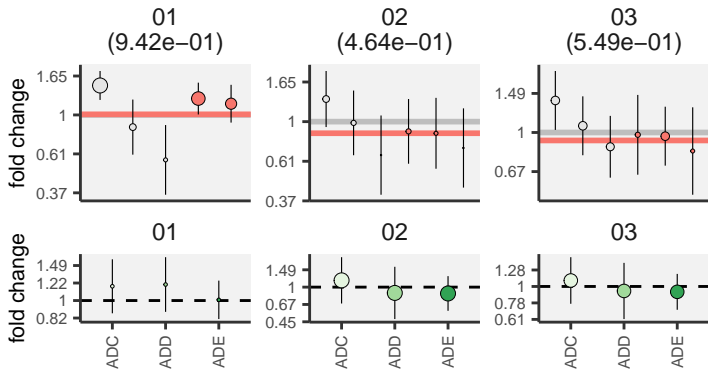 01
(9.42e−01)
02
(4.64e−01)
03
(5.49e−01)
fold change
1.65
1
0.61
0.37
1.65
1
0.61
0.37
1.49
1
0.67
01
02
03
fold change
1.49
1.22
1
0.82
1.49
1
0.67
0.45
1.28
1
0.78
0.61
ADC
ADD
ADE
ADC
ADD
ADE
ADC
ADD
ADE